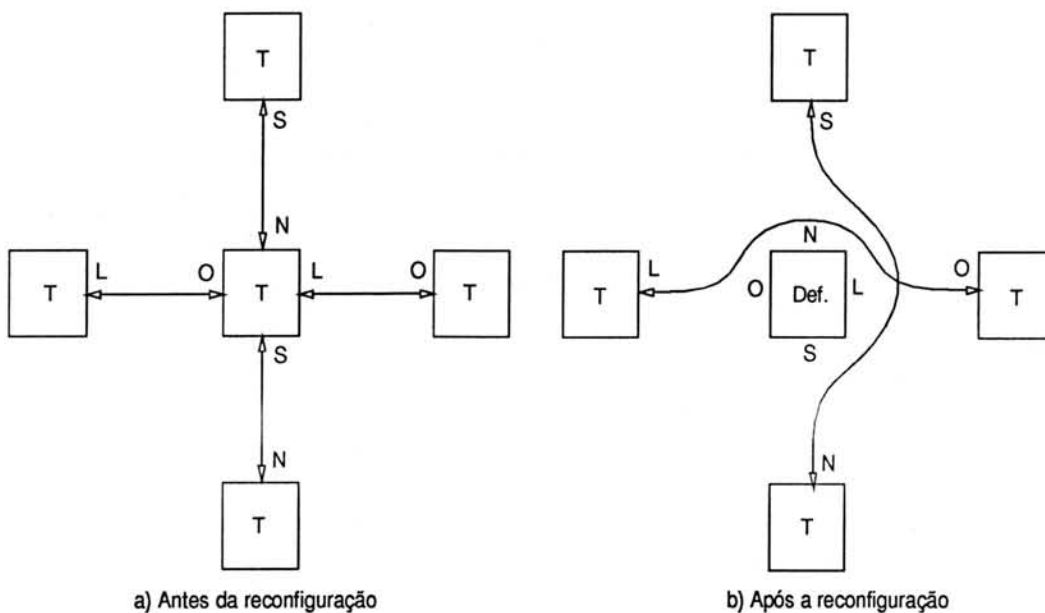 T
S
N
T
L
O
T
L
O
T
S
N
T
a) Antes da reconfiguração
T
S
N
T
L
O
Def.
L
O
T
S
N
T
b) Após a reconfiguração